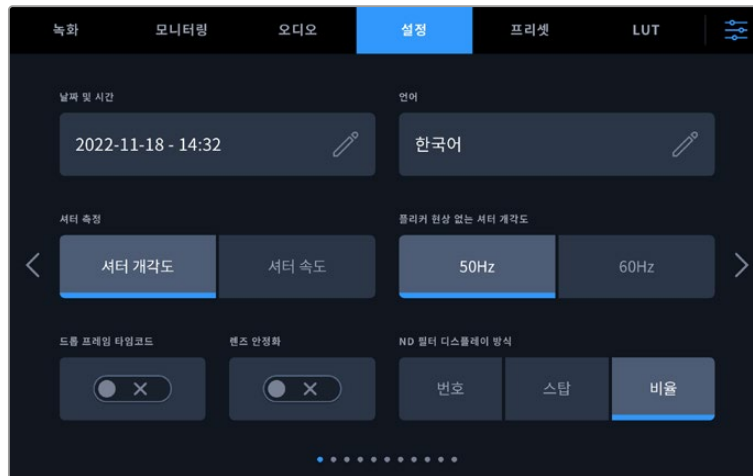 녹화 모니터링 오디오 설정 프리셋 LUT
날짜 및 시간 언어
2022-11-18 - 14:32 한국어
셔터 측정 플리커 현상 없는 셔터 개각도
셔터 개각도 셔터 속도 50Hz 60Hz
드롭 프레임 타임코드 렌즈 안정화 ND 필터 디스플레이 방식
번호 스탑 비율